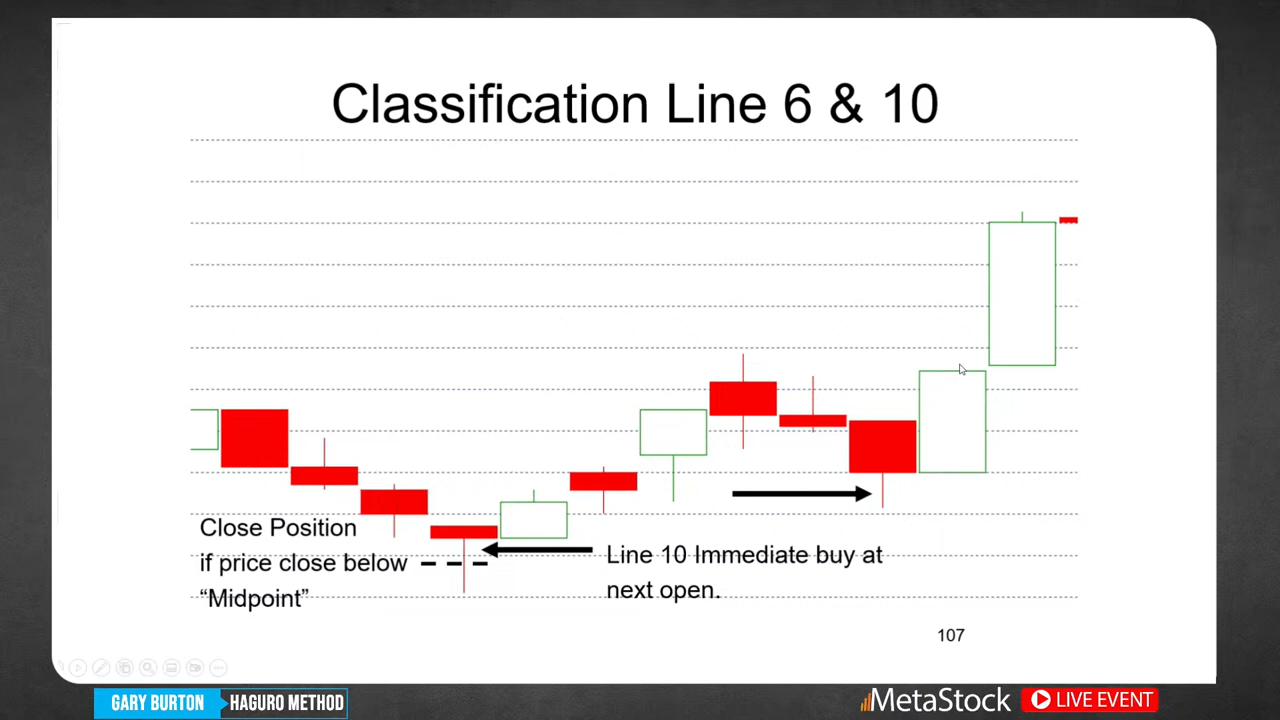 Classification Line 6 & 10
Close Position
if price close below
“Midpoint”
Line 10 Immediate buy at
next open.
107
GARY BURTON
HAGURO METHOD
MetaStock
LIVE EVENT